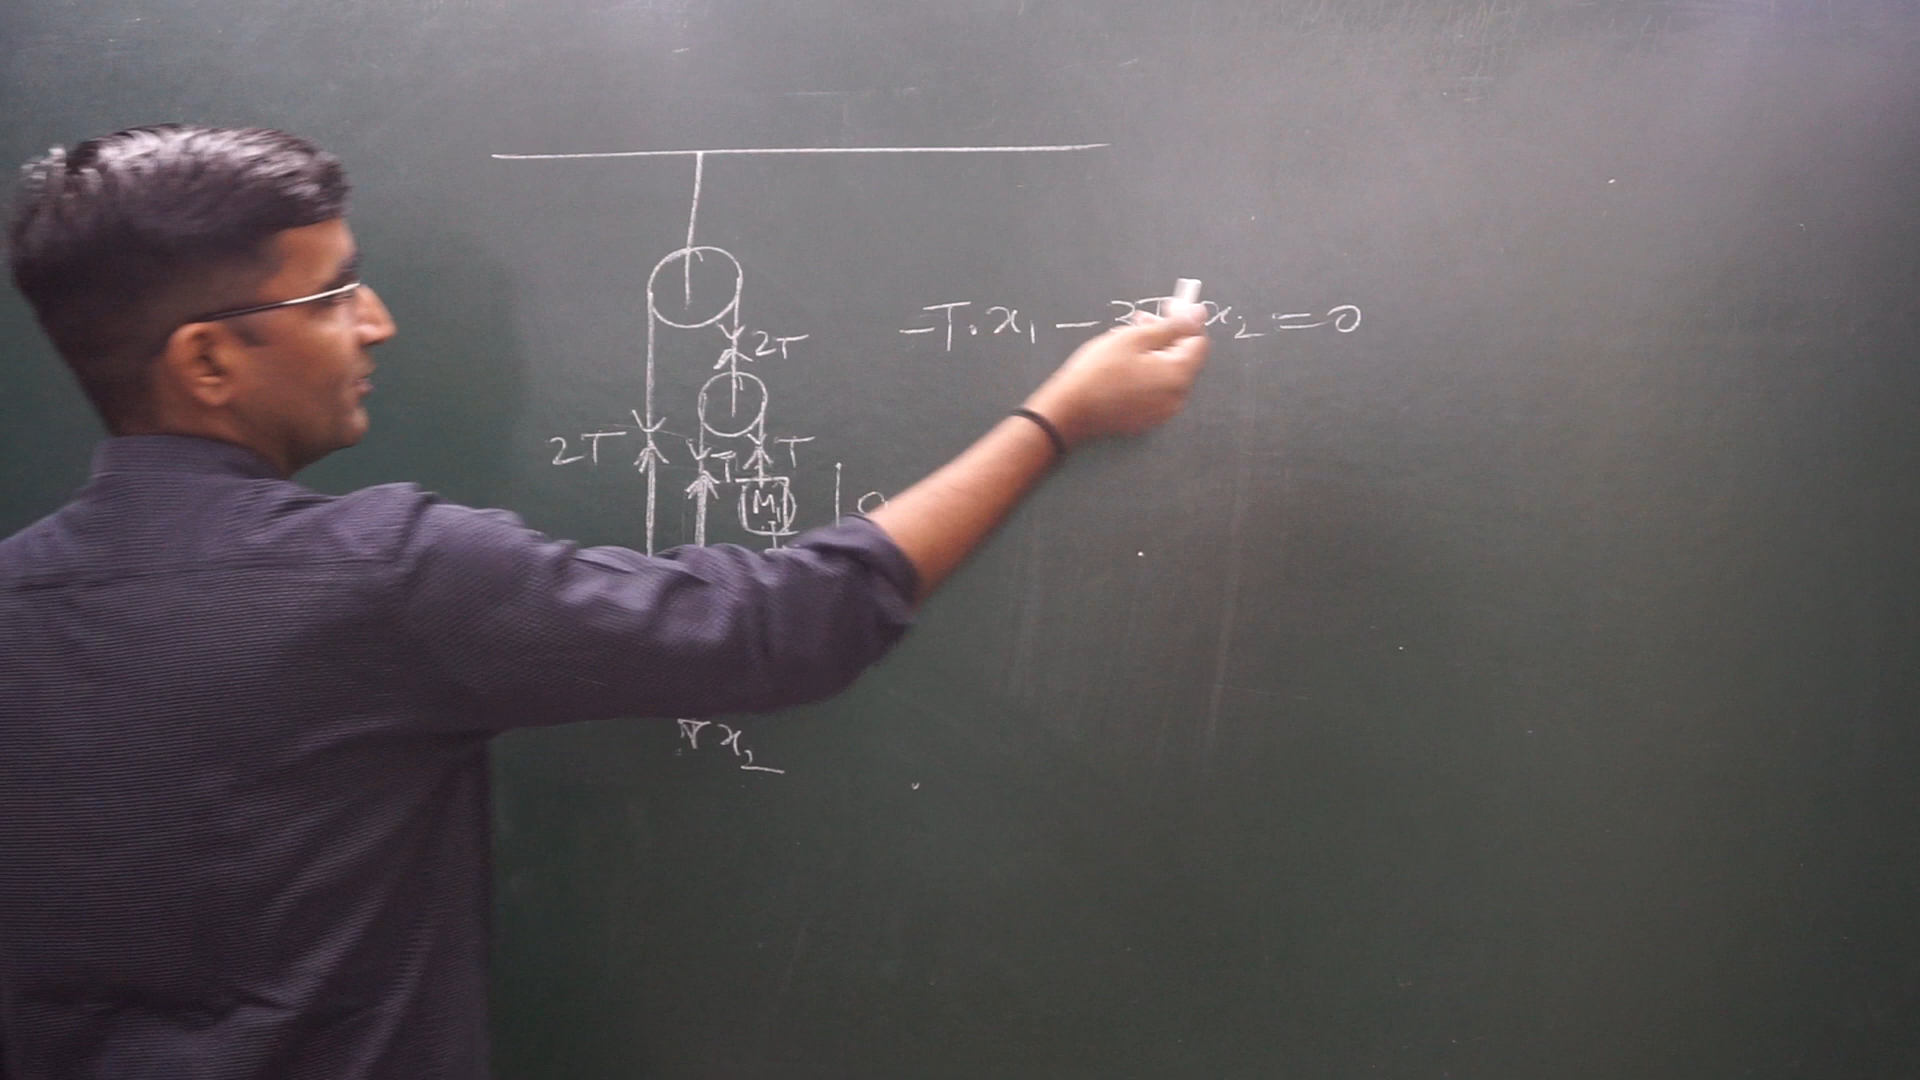 -T.x₁ - 3T x₂ = 0
2T
2T
T
T
M₁
x₂